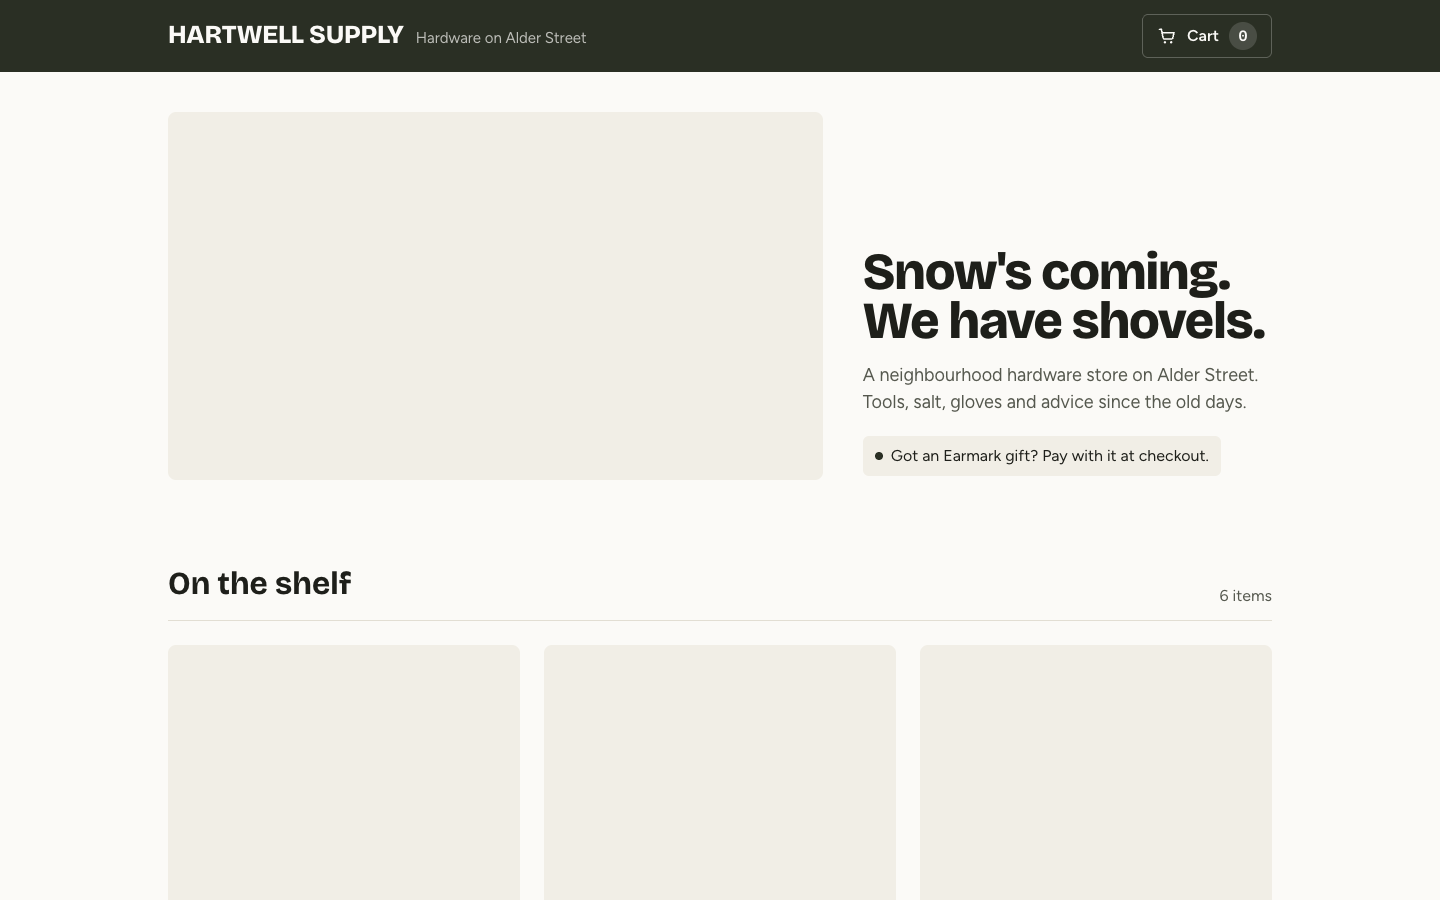 HARTWELL SUPPLY Hardware on Alder Street
Cart 0
Snow's coming.
We have shovels.
A neighbourhood hardware store on Alder Street.
Tools, salt, gloves and advice since the old days.
Got an Earmark gift? Pay with it at checkout.
On the shelf
6 items